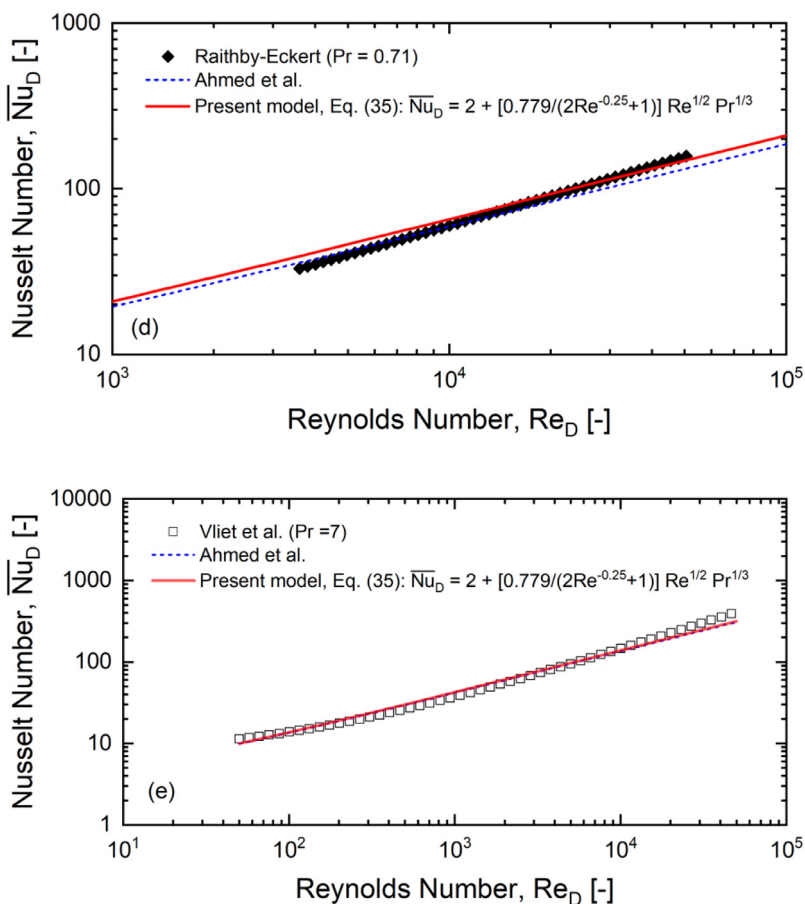 1000
Raithby-Eckert (Pr = 0.71)
Ahmed et al.
Present model, Eq. (35): N̅u̅_D = 2 + [0.779/(2Re^-0.25+1)] Re^1/2 Pr^1/3
100
10
Nusselt Number, N̅u̅_D [-]
(d)
10^3 10^4 10^5
Reynolds Number, Re_D [-]
10000
Vliet et al. (Pr =7)
Ahmed et al.
Present model, Eq. (35): N̅u̅_D = 2 + [0.779/(2Re^-0.25+1)] Re^1/2 Pr^1/3
1000
100
10
1
Nusselt Number, N̅u̅_D [-]
(e)
10^1 10^2 10^3 10^4 10^5
Reynolds Number, Re_D [-]